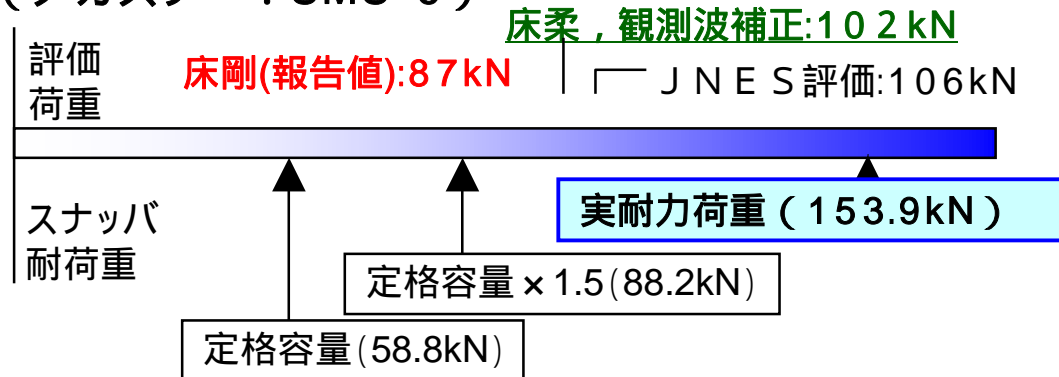 床柔，観測波補正:１０２kN
評価
荷重
床剛(報告値):８７kN
ＪＮＥＳ評価:１０６kN
スナッバ
耐荷重
実耐力荷重（１５３.９kN）
定格容量×1.5(88.2kN)
定格容量(58.8kN)